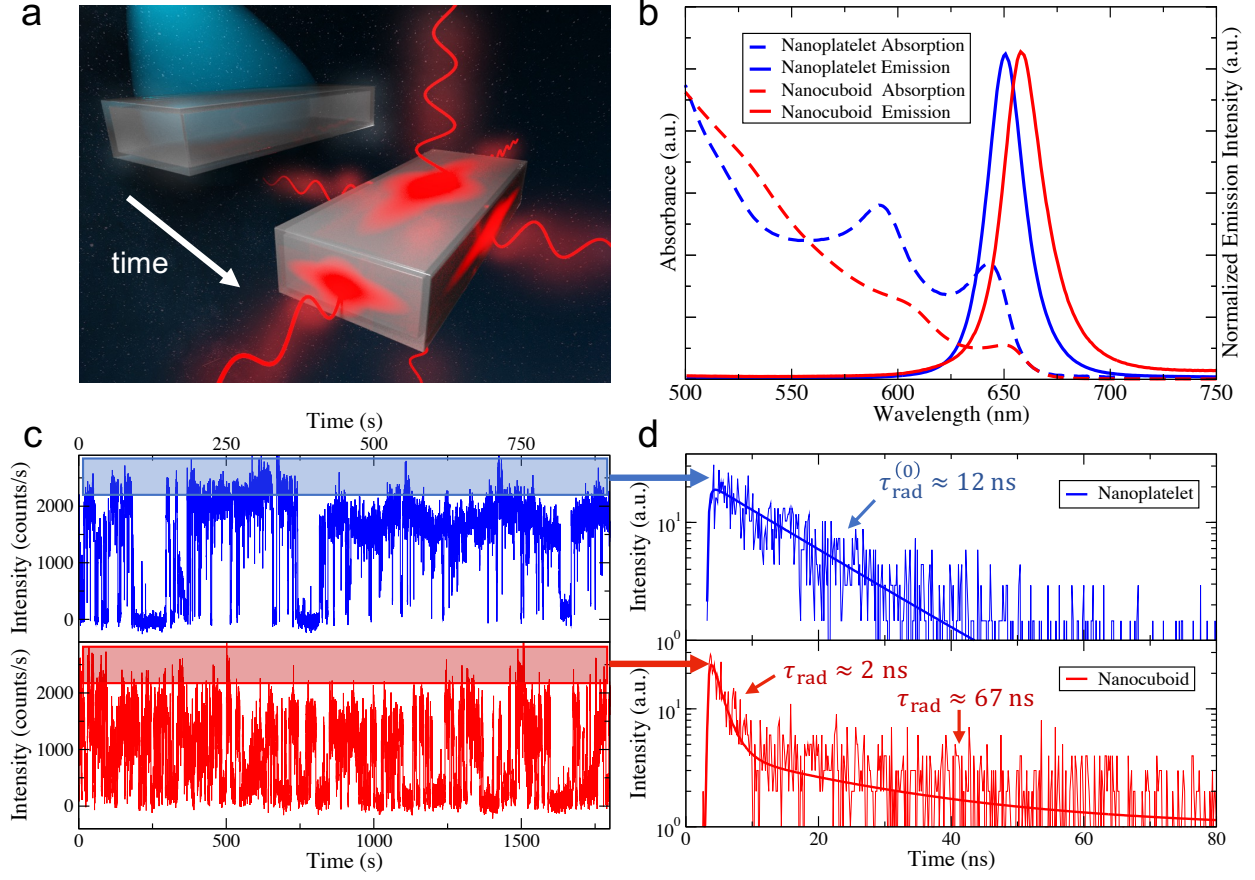 a
time
b
Nanoplatelet Absorption
Nanoplatelet Emission
Nanocuboid Absorption
Nanocuboid Emission
Absorbance (a.u.)
Normalized Emission Intensity (a.u.)
500 550 600 650 700 750
Wavelength (nm)
c
Time (s)
0 250 500 750
Intensity (counts/s)
2000
1000
0
Intensity (counts/s)
2000
1000
0
0 500 1000 1500
Time (s)
d
τ_rad^(0) ≈ 12 ns
Nanoplatelet
Intensity (a.u.)
10^1
10^0
τ_rad ≈ 2 ns
τ_rad ≈ 67 ns
Nanocuboid
Intensity (a.u.)
10^1
10^0
0 20 40 60 80
Time (ns)